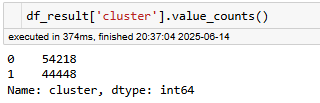 df_result['cluster'].value_counts()
executed in 374ms, finished 20:37:04 2025-06-14
0    54218
1    44448
Name: cluster, dtype: int64